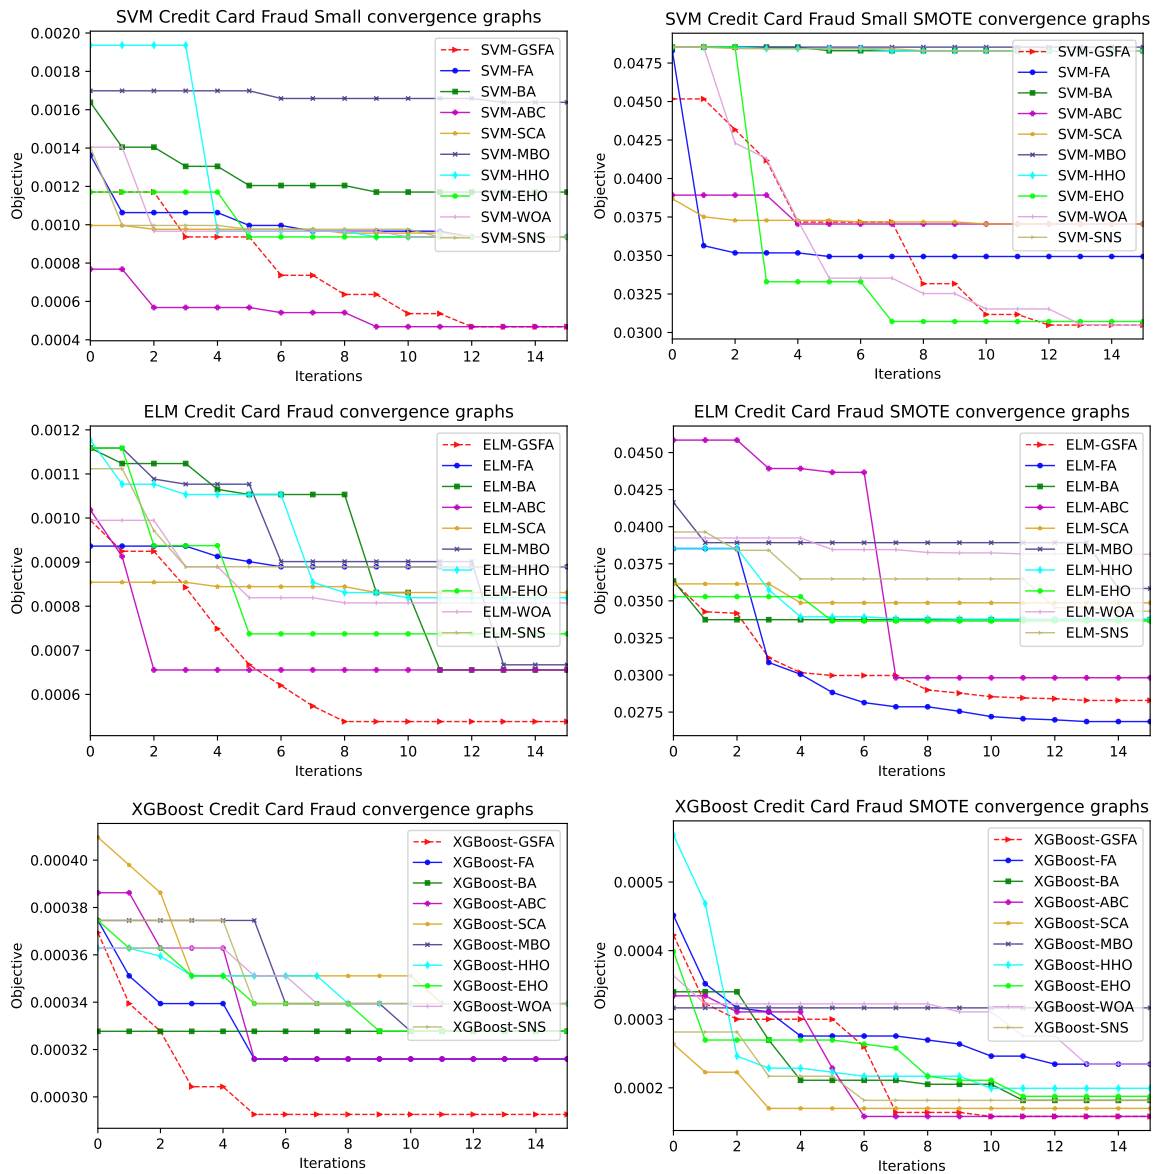 SVM Credit Card Fraud Small convergence graphs
0.0020
0.0018
0.0016
0.0014
0.0012
0.0010
0.0008
0.0006
0.0004
Objective
0 2 4 6 8 10 12 14
Iterations
SVM-GSFA
SVM-FA
SVM-BA
SVM-ABC
SVM-SCA
SVM-MBO
SVM-HHO
SVM-EHO
SVM-WOA
SVM-SNS
SVM Credit Card Fraud Small SMOTE convergence graphs
0.0475
0.0450
0.0425
0.0400
0.0375
0.0350
0.0325
0.0300
Objective
0 2 4 6 8 10 12 14
Iterations
SVM-GSFA
SVM-FA
SVM-BA
SVM-ABC
SVM-SCA
SVM-MBO
SVM-HHO
SVM-EHO
SVM-WOA
SVM-SNS
ELM Credit Card Fraud convergence graphs
0.0012
0.0011
0.0010
0.0009
0.0008
0.0007
0.0006
Objective
0 2 4 6 8 10 12 14
Iterations
ELM-GSFA
ELM-FA
ELM-BA
ELM-ABC
ELM-SCA
ELM-MBO
ELM-HHO
ELM-EHO
ELM-WOA
ELM-SNS
ELM Credit Card Fraud SMOTE convergence graphs
0.0450
0.0425
0.0400
0.0375
0.0350
0.0325
0.0300
0.0275
Objective
0 2 4 6 8 10 12 14
Iterations
ELM-GSFA
ELM-FA
ELM-BA
ELM-ABC
ELM-SCA
ELM-MBO
ELM-HHO
ELM-EHO
ELM-WOA
ELM-SNS
XGBoost Credit Card Fraud convergence graphs
0.00040
0.00038
0.00036
0.00034
0.00032
0.00030
Objective
0 2 4 6 8 10 12 14
Iterations
XGBoost-GSFA
XGBoost-FA
XGBoost-BA
XGBoost-ABC
XGBoost-SCA
XGBoost-MBO
XGBoost-HHO
XGBoost-EHO
XGBoost-WOA
XGBoost-SNS
XGBoost Credit Card Fraud SMOTE convergence graphs
0.0005
0.0004
0.0003
0.0002
Objective
0 2 4 6 8 10 12 14
Iterations
XGBoost-GSFA
XGBoost-FA
XGBoost-BA
XGBoost-ABC
XGBoost-SCA
XGBoost-MBO
XGBoost-HHO
XGBoost-EHO
XGBoost-WOA
XGBoost-SNS